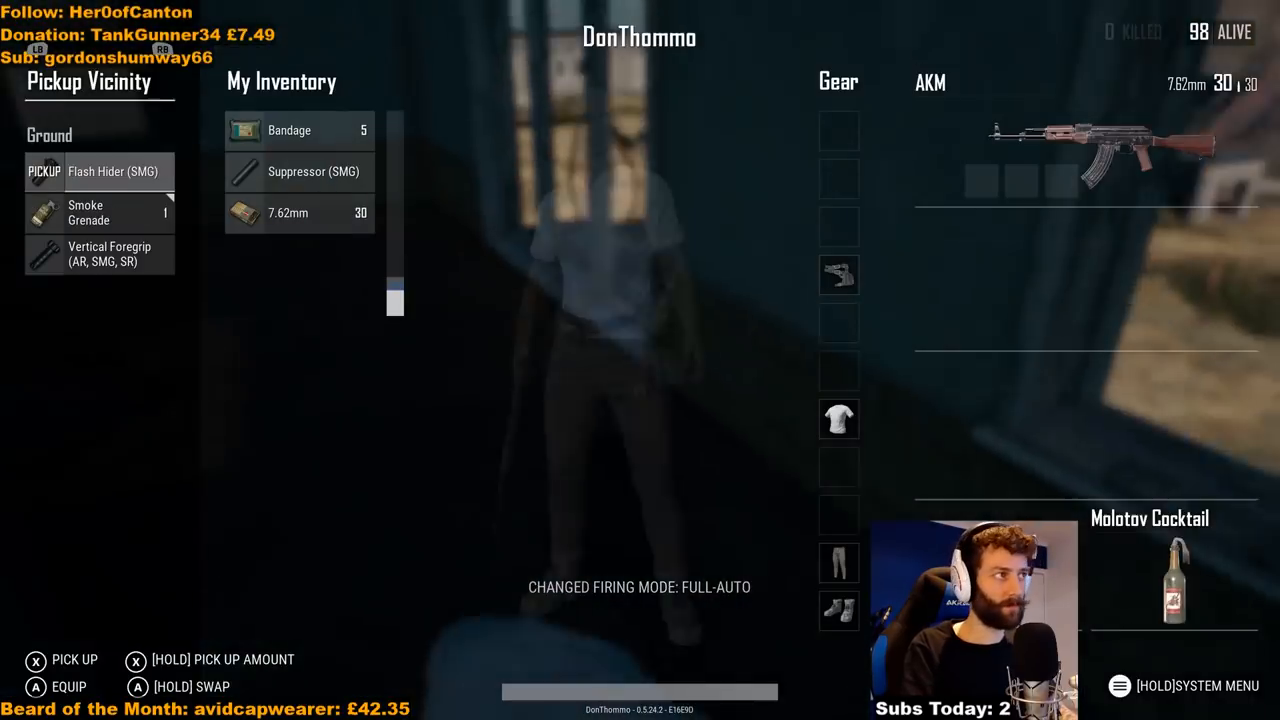 Follow: Her0ofCanton
Donation: TankGunner34 £7.49
LB
RB
Sub: gordonshumway66
DonThommo
0 KILLED
98 ALIVE
Pickup Vicinity
My Inventory
Gear
AKM
7.62mm 30 30
Ground
Bandage 5
PICKUP Flash Hider (SMG)
Suppressor (SMG)
Smoke
Grenade 1
7.62mm 30
Vertical Foregrip
(AR, SMG, SR)
Molotov Cocktail
CHANGED FIRING MODE: FULL-AUTO
X PICK UP
X [HOLD] PICK UP AMOUNT
A EQUIP
A [HOLD] SWAP
[HOLD]SYSTEM MENU
Beard of the Month: avidcapwearer: £42.35
DonThommo - 0.5.24.2 - E16E9D
Subs Today: 2